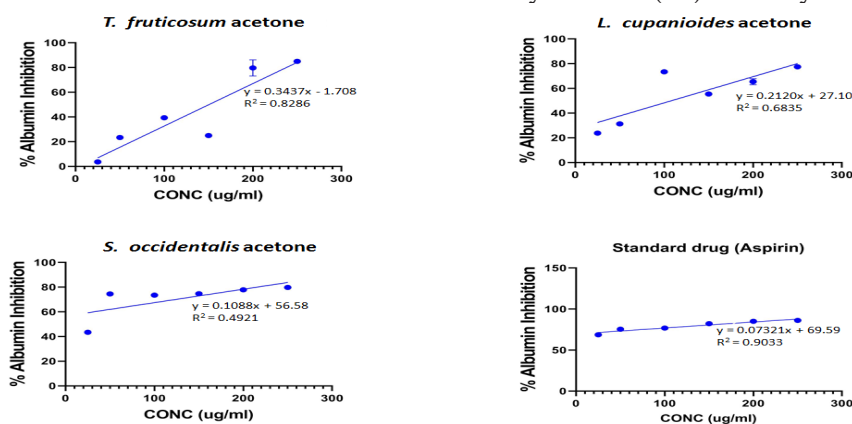 T. fruticosum acetone
% Albumin Inhibition
100
80
60
40
20
0
y = 0.3437x - 1.708
R² = 0.8286
0 100 200 300
CONC (ug/ml)
L. cupanioides acetone
% Albumin Inhibition
100
80
60
40
20
0
y = 0.2120x + 27.10
R² = 0.6835
0 100 200 300
CONC (ug/ml)
S. occidentalis acetone
% Albumin Inhibition
100
80
60
40
20
0
y = 0.1088x + 56.58
R² = 0.4921
0 100 200 300
CONC (ug/ml)
Standard drug (Aspirin)
% Albumin Inhibition
150
100
50
0
y = 0.07321x + 69.59
R² = 0.9033
0 100 200 300
CONC (ug/ml)